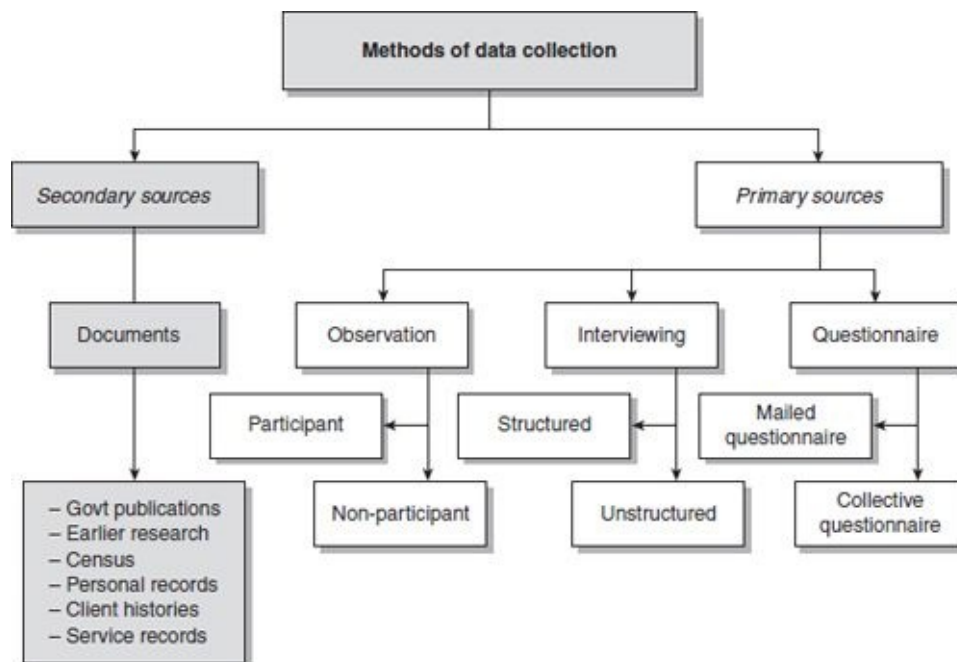 Methods of data collection
Secondary sources
Primary sources
Documents
Observation
Interviewing
Questionnaire
Participant
Structured
Mailed
questionnaire
– Govt publications
– Earlier research
– Census
– Personal records
– Client histories
– Service records
Non-participant
Unstructured
Collective
questionnaire